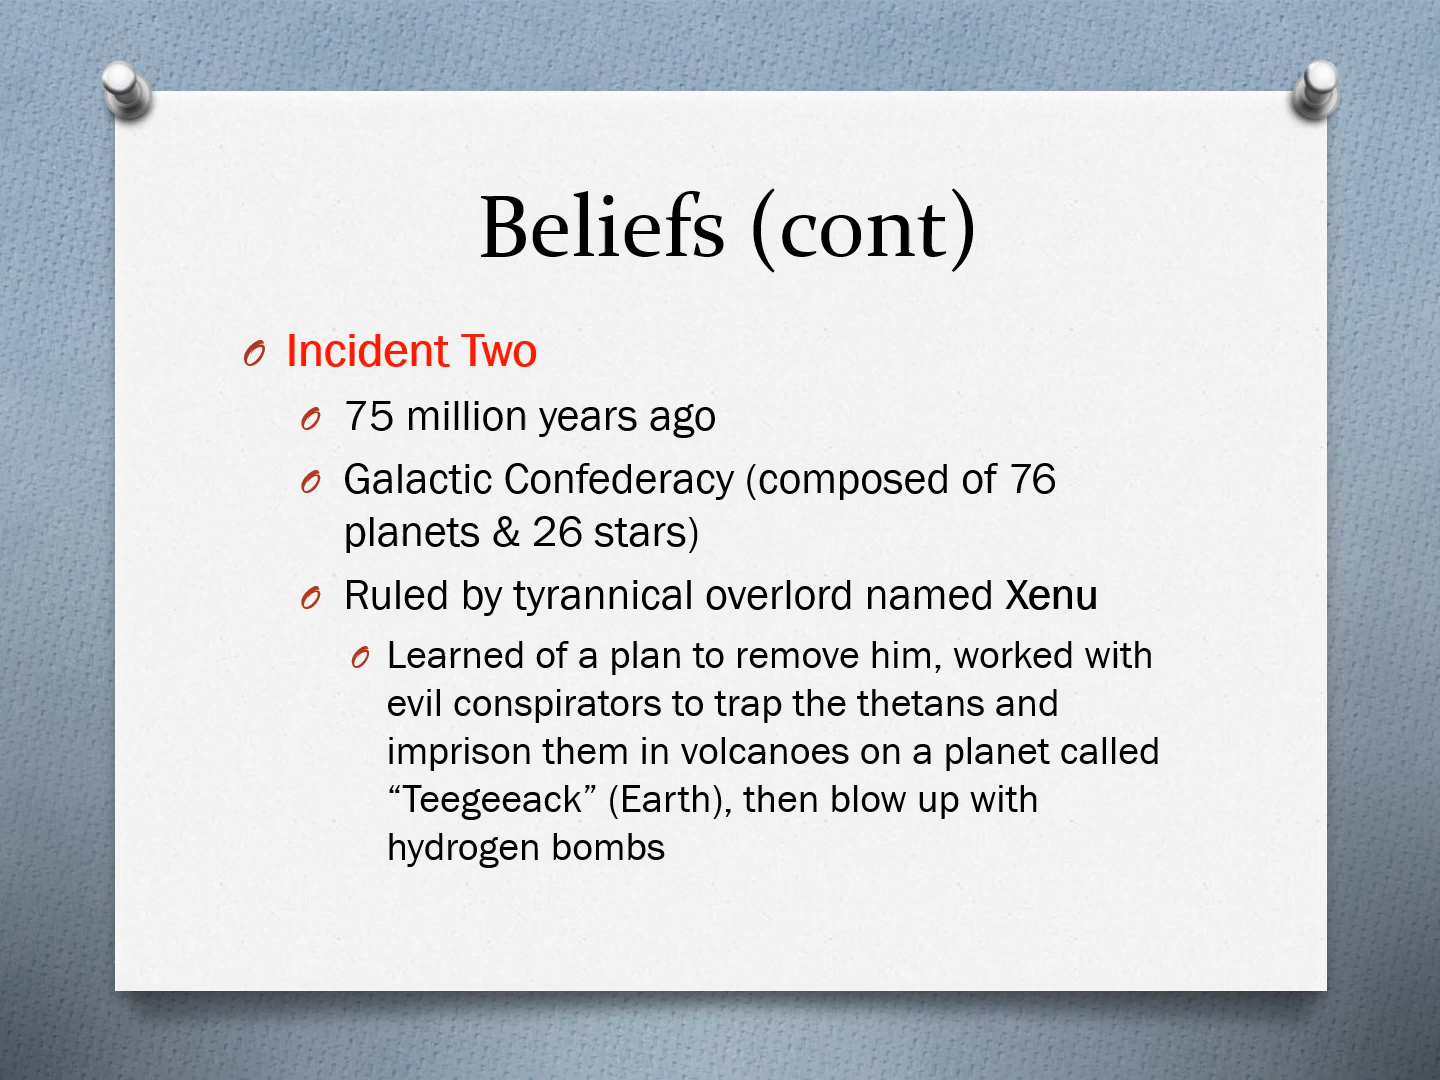 Beliefs (cont)
Incident Two
75 million years ago
Galactic Confederacy (composed of 76
planets & 26 stars)
Ruled by tyrannical overlord named Xenu
Learned of a plan to remove him, worked with
evil conspirators to trap the thetans and
imprison them in volcanoes on a planet called
“Teegeeack” (Earth), then blow up with
hydrogen bombs